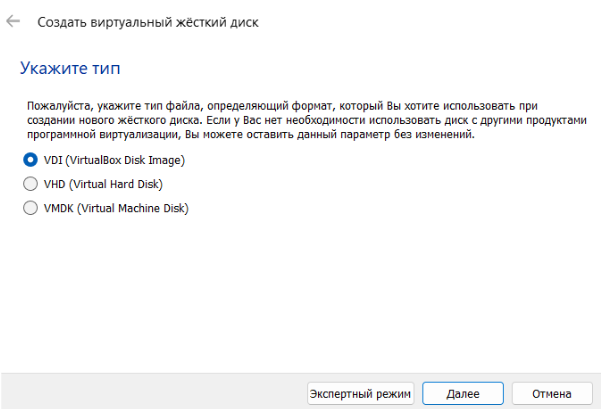 Создать виртуальный жёсткий диск
Укажите тип
Пожалуйста, укажите тип файла, определяющий формат, который Вы хотите использовать при
создании нового жёсткого диска. Если у Вас нет необходимости использовать диск с другими продуктами
программной виртуализации, Вы можете оставить данный параметр без изменений.
VDI (VirtualBox Disk Image)
VHD (Virtual Hard Disk)
VMDK (Virtual Machine Disk)
Экспертный режим Далее Отмена